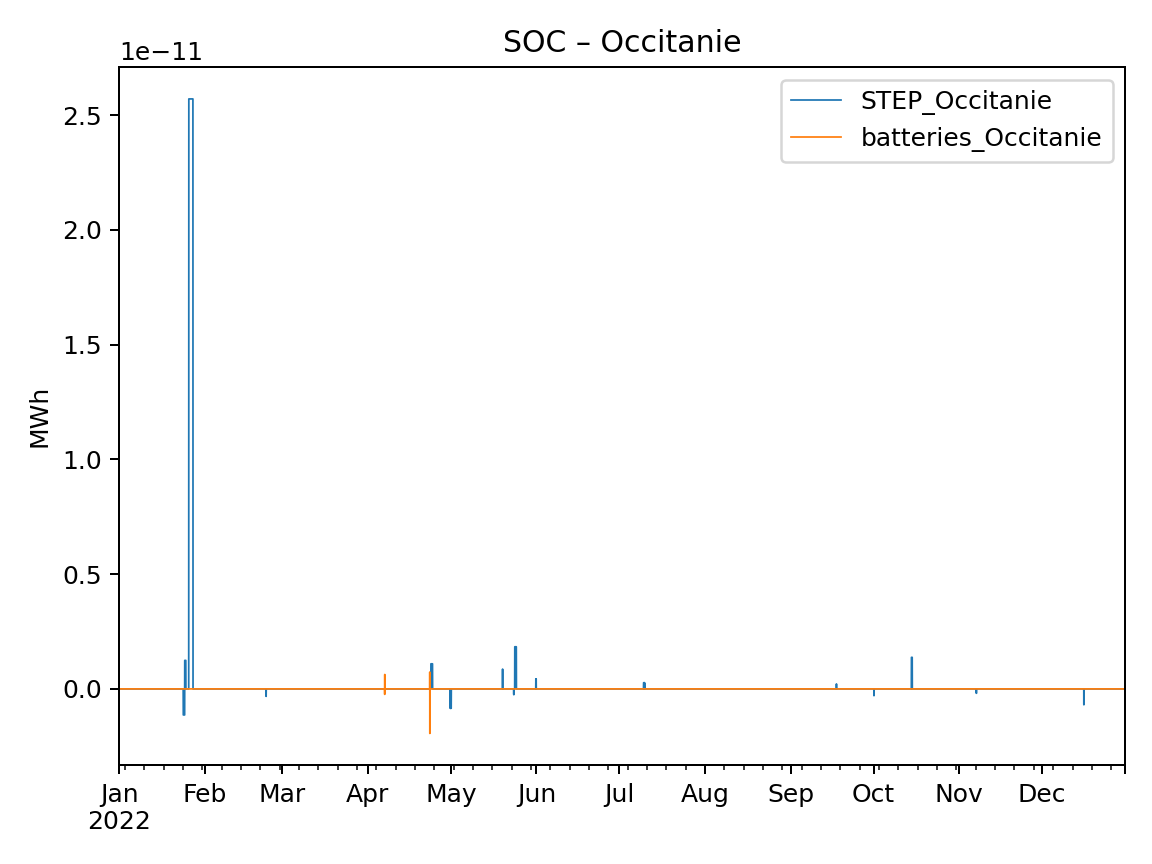 SOC – Occitanie
1e−11
STEP_Occitanie
batteries_Occitanie
MWh
2.5
2.0
1.5
1.0
0.5
0.0
Jan Feb Mar Apr May Jun Jul Aug Sep Oct Nov Dec
2022